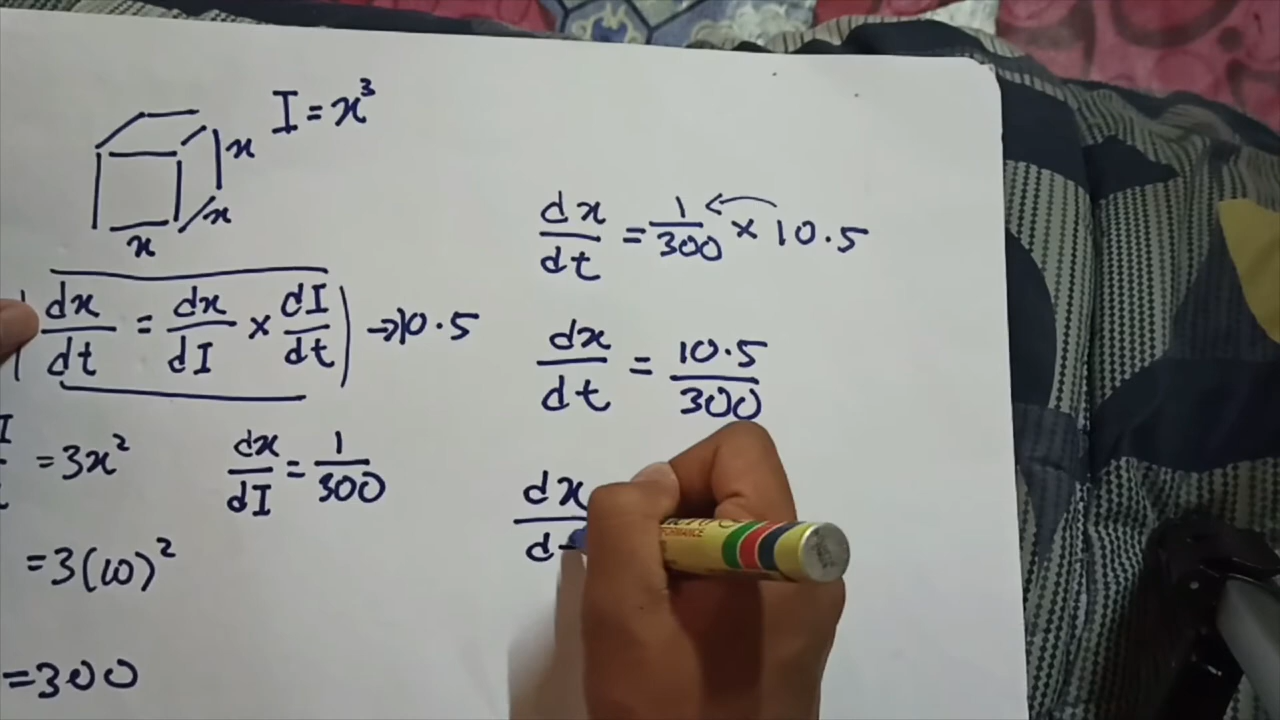 I = x³
x
x
x
dx/dt = dx/dI × dI/dt → 10.5
= 3x²
dx/dI = 1/300
= 3(10)²
= 300
dx/dt = 1/300 × 10.5
dx/dt = 10.5/300
dx
d